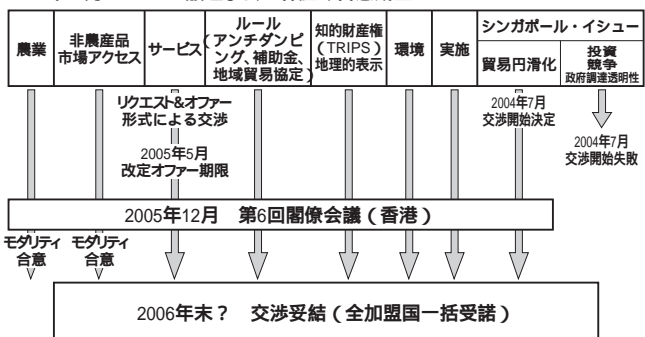 農業
非農産品
市場アクセス
サービス
ルール
(アンチダンピ
ング、補助金、
地域貿易協定)
知的財産権
(TRIPS)
地理的表示
環境
実施
シンガポール・イシュー
貿易円滑化
投資
競争
政府調達透明性
リクエスト&オファー
形式による交渉
2005年5月
改定オファー期限
2004年7月
交渉開始決定
2004年7月
交渉開始失敗
2005年12月 第6回閣僚会議(香港)
モダリティ
合意
モダリティ
合意
2006年末? 交渉妥結(全加盟国一括受諾)